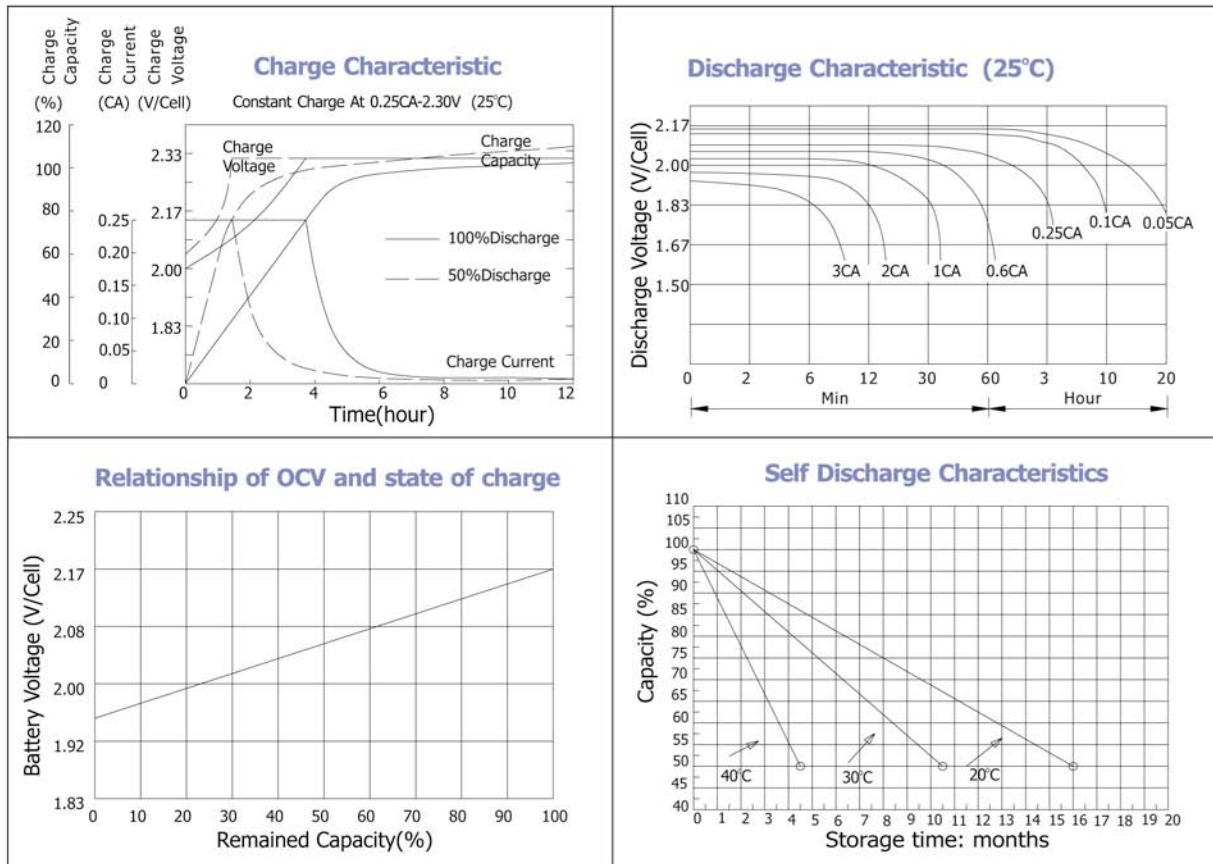 Charge Capacity
Charge Current
Charge Voltage
Charge Characteristic
(%) (CA) (V/Cell)
Constant Charge At 0.25CA-2.30V (25°C)
120
100
80
60
40
20
0
0.25
0.20
0.15
0.10
0.05
0
2.33
2.17
2.00
1.83
Charge Voltage
Charge Capacity
100%Discharge
50%Discharge
Charge Current
0 2 4 6 8 10 12
Time(hour)
Discharge Characteristic (25°C)
Discharge Voltage (V/Cell)
2.17
2.00
1.83
1.67
1.50
3CA 2CA 1CA 0.6CA 0.25CA 0.1CA 0.05CA
0 2 6 12 30 60 3 10 20
Min Hour
Relationship of OCV and state of charge
Battery Voltage (V/Cell)
2.25
2.17
2.08
2.00
1.92
1.83
0 10 20 30 40 50 60 70 80 90 100
Remained Capacity(%)
Self Discharge Characteristics
Capacity (%)
110
105
100
95
90
85
80
75
70
65
60
55
50
45
40
40°C 30°C 20°C
0 1 2 3 4 5 6 7 8 9 10 11 12 13 14 15 16 17 18 19 20
Storage time: months